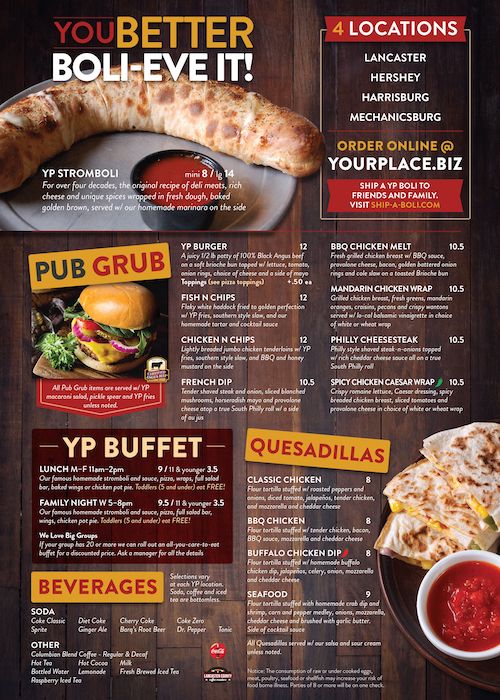 YOU BETTER
BOLI-EVE IT!
4 LOCATIONS
LANCASTER
HERSHEY
HARRISBURG
MECHANICSBURG
ORDER ONLINE @
YOURPLACE.BIZ
SHIP A YP BOLI TO
FRIENDS AND FAMILY.
VISIT SHIP-A-BOLI.COM
YP STROMBOLI mini 8 / lg 14
For over four decades, the original recipe of deli meats, rich
cheese and unique spices wrapped in fresh dough, baked
golden brown, served w/ our homemade marinara on the side
PUB GRUB
All Pub Grub items are served w/ YP
macaroni salad, pickle spear and YP fries
unless noted.
YP BURGER 12
A juicy 1/2 lb patty of 100% Black Angus beef
on a soft brioche bun topped w/ lettuce, tomato,
onion rings, choice of cheese and a side of mayo
Toppings (see pizza toppings) +.50 ea
FISH N CHIPS 12
Flaky white haddock fried to golden perfection
w/ YP fries, southern style slaw, and our
homemade tartar and cocktail sauce
CHICKEN N CHIPS 12
Lightly breaded jumbo chicken tenderloins w/ YP
fries, southern style slaw, and BBQ and honey
mustard on the side
FRENCH DIP 10.5
Tender shaved steak and onion, sliced blanched
mushrooms, horseradish mayo and provolone
cheese atop a true South Philly roll w/ a side
of au jus
BBQ CHICKEN MELT 10.5
Fresh grilled chicken breast w/ BBQ sauce,
provolone cheese, bacon, golden battered onion
rings and cole slaw on a toasted Brioche bun
MANDARIN CHICKEN WRAP 10.5
Grilled chicken breast, fresh greens, mandarin
oranges, craisins, pecans and crispy wontons
served w/ lo-cal balsamic vinaigrette in choice
of white or wheat wrap
PHILLY CHEESESTEAK 10.5
Philly style shaved steak-n-onions topped
w/ rich cheddar cheese sauce all on a true
South Philly roll
SPICY CHICKEN CAESAR WRAP 10.5
Crispy romaine lettuce, Caesar dressing, spicy
breaded chicken breast, sliced tomatoes and
provolone cheese in choice of white or wheat wrap
YP BUFFET
LUNCH M-F 11am-2pm 9 / 11 & younger 3.5
Our famous homemade stromboli and sauce, pizza, wraps, full salad
bar, baked wings or chicken pot pie. Toddlers (5 and under) eat FREE!
FAMILY NIGHT W 5-8pm 9.5 / 11 & younger 3.5
Our famous homemade stromboli and sauce, pizza, full salad bar,
wings, chicken pot pie. Toddlers (5 and under) eat FREE!
We Love Big Groups
If your group has 20 or more we can roll out an all-you-care-to-eat
buffet for a discounted price. Ask a manager for all the details
QUESADILLAS
CLASSIC CHICKEN 8
Flour tortilla stuffed w/ roasted peppers and
onions, diced tomato, jalapeños, tender chicken,
and mozzarella and cheddar cheese
BBQ CHICKEN 8
Flour tortilla stuffed w/ tender chicken, bacon,
BBQ sauce, mozzarella and cheddar cheese
BUFFALO CHICKEN DIP 8
Flour tortilla stuffed w/ homemade buffalo
chicken dip, jalapeños, celery, onion, mozzarella
and cheddar cheese
SEAFOOD 9
Flour tortilla stuffed with homemade crab dip and
shrimp, corn and pepper medley, onions, mozzarella,
cheddar cheese and brushed with garlic butter.
Side of cocktail sauce
All Quesadillas served w/ our salsa and sour cream
unless noted.
BEVERAGES
Selections vary
at each YP location.
Soda, coffee and iced
tea are bottomless.
SODA
Coke Classic Diet Coke Cherry Coke Coke Zero
Sprite Ginger Ale Barq's Root Beer Dr. Pepper Tonic
OTHER
Columbian Blend Coffee - Regular & Decaf
Hot Tea Hot Cocoa Milk
Bottled Water Lemonade Fresh Brewed Iced Tea
Raspberry Iced Tea
Coca-Cola
LANCASTER COUNTY
Notice: The consumption of raw or under cooked eggs,
meat, poultry, seafood or shellfish may increase your risk of
food borne illness. Parties of 8 or more will be on one check.